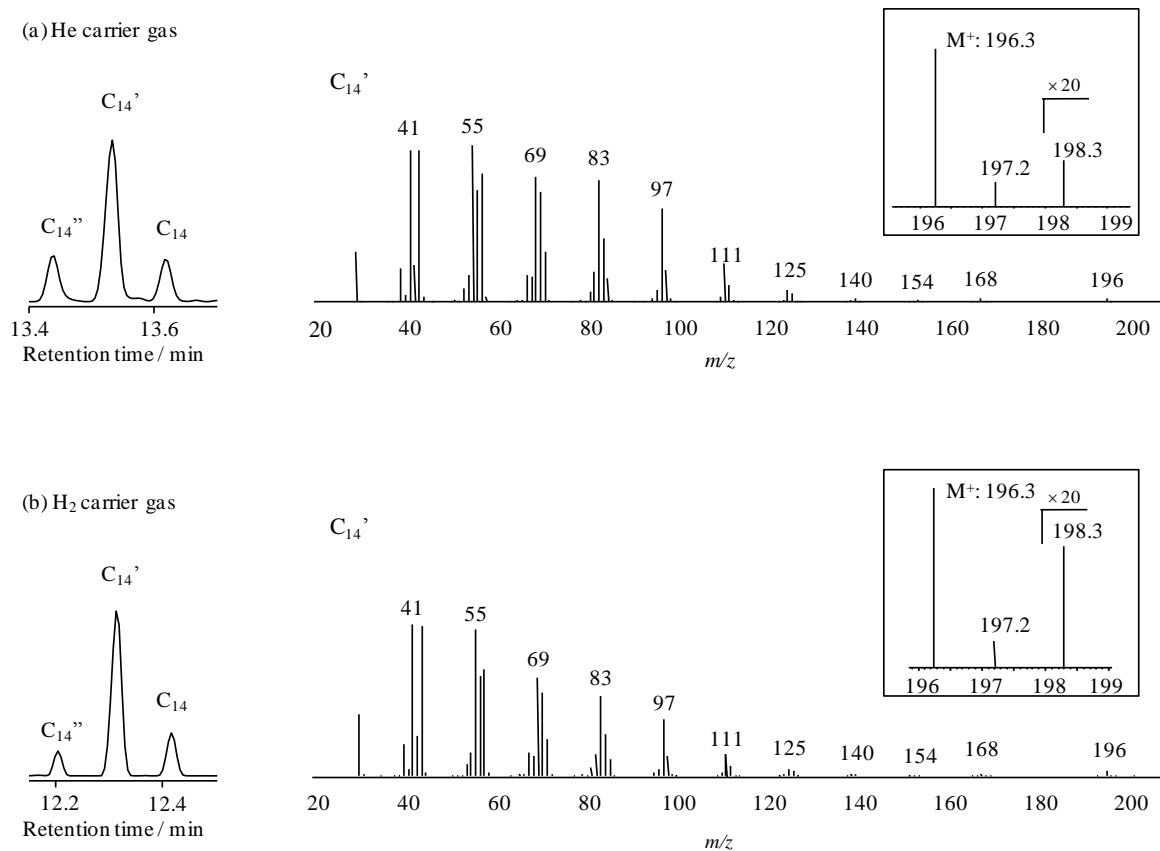 (a) He carrier gas
C₁₄’
C₁₄”
C₁₄
13.4 13.6
Retention time / min
C₁₄’
41 55 69 83 97 111 125 140 154 168 196
20 40 60 80 100 120 140 160 180 200
m/z
M⁺: 196.3
× 20
197.2
198.3
196 197 198 199
(b) H₂ carrier gas
C₁₄’
C₁₄”
C₁₄
12.2 12.4
Retention time / min
C₁₄’
41 55 69 83 97 111 125 140 154 168 196
20 40 60 80 100 120 140 160 180 200
m/z
M⁺: 196.3
× 20
198.3
197.2
196 197 198 199